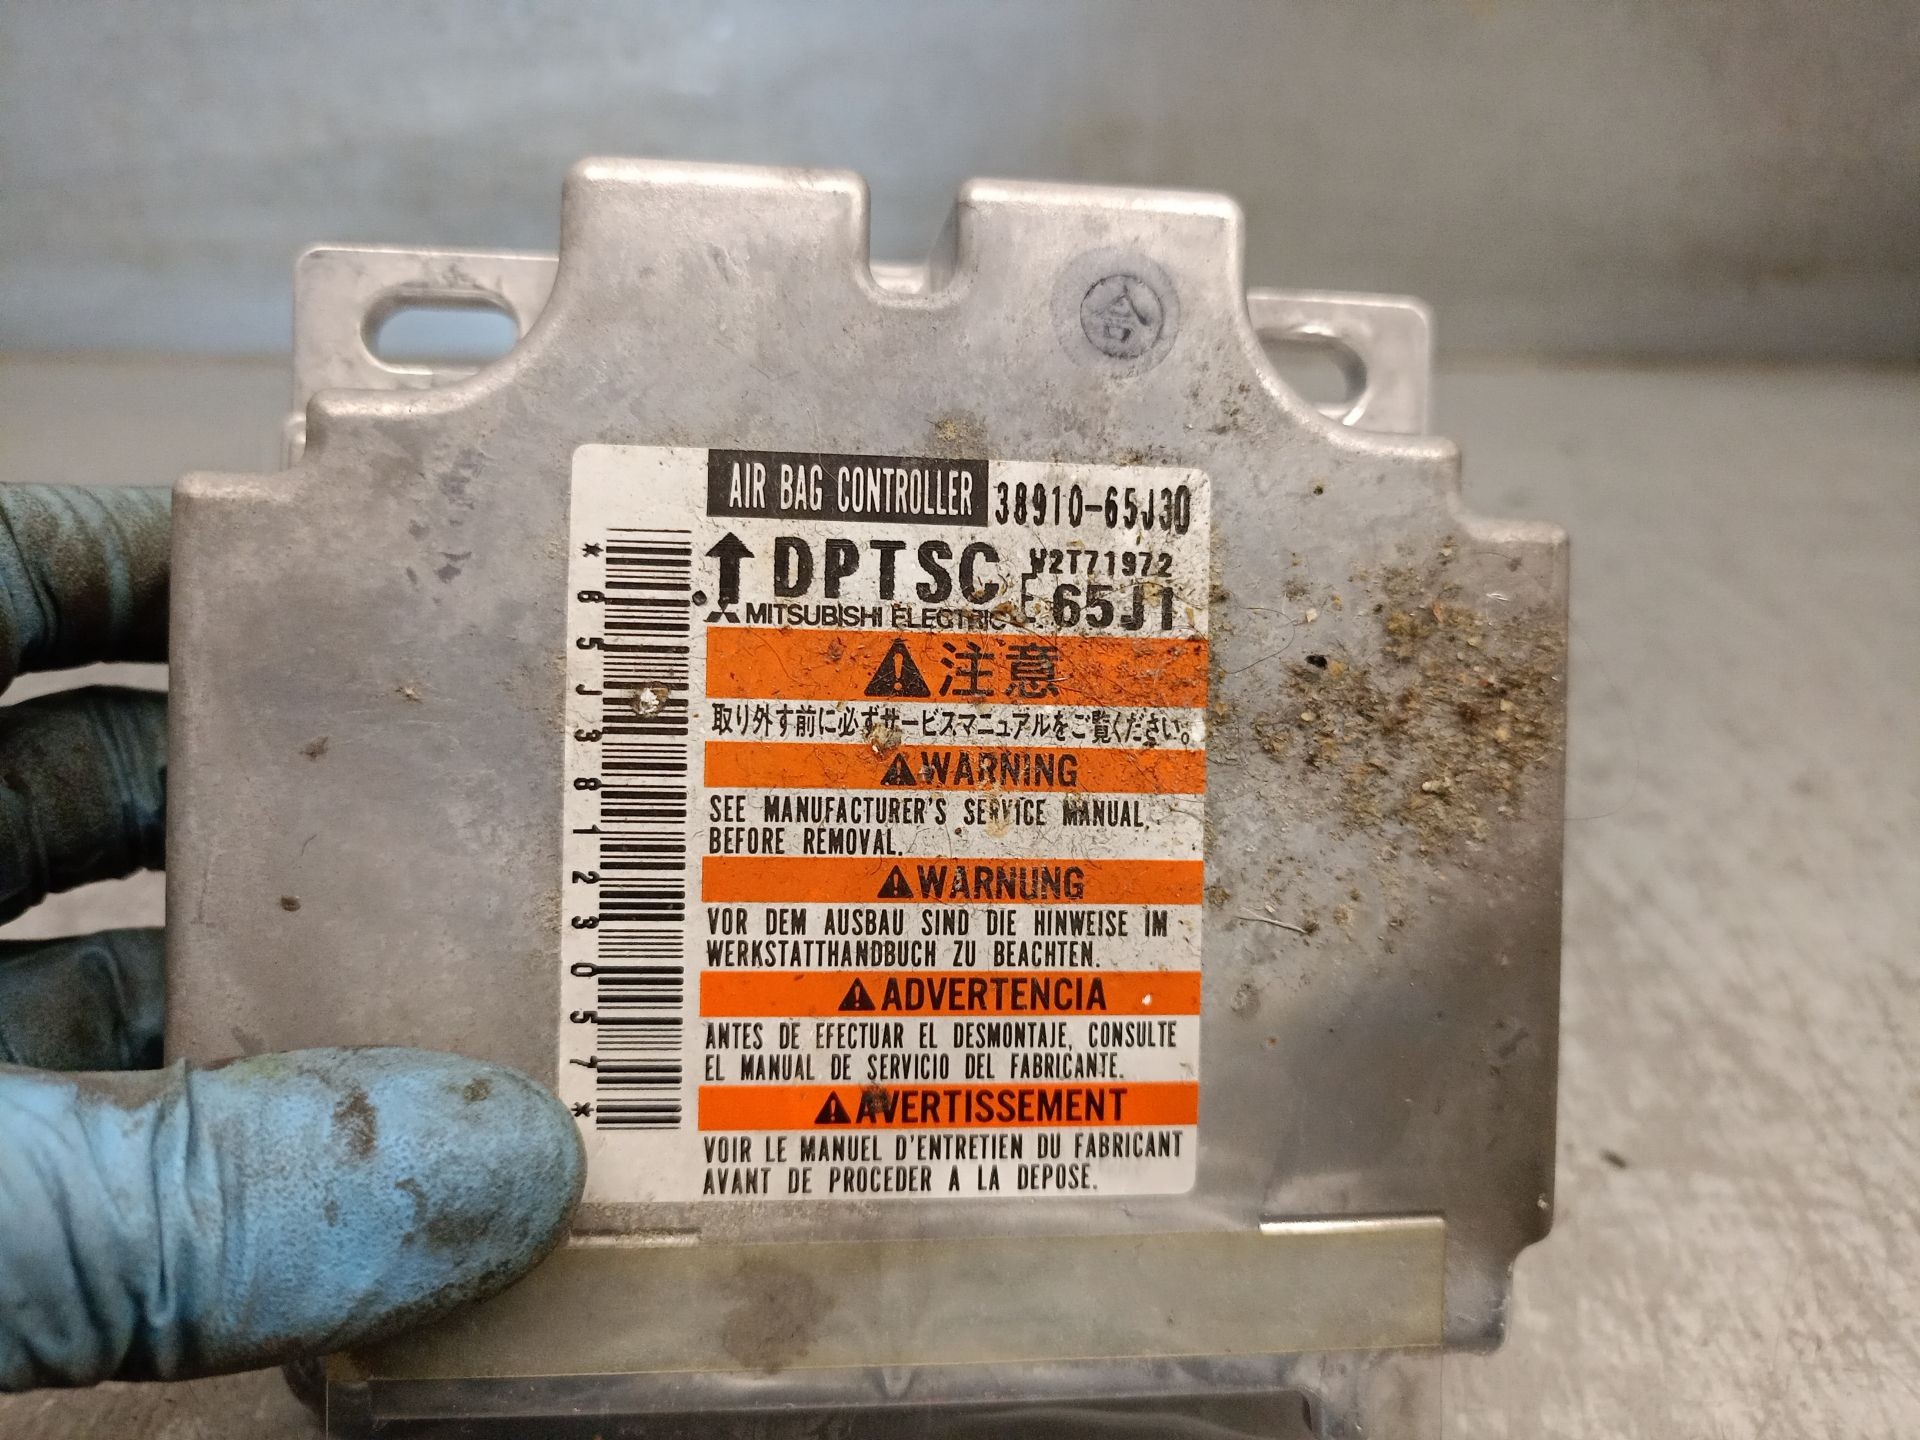 合
AIR BAG CONTROLLER 38910-65J30
DPTSC W2T71972
MITSUBISHI ELECTRIC E 65J1
注意
取り外す前に必ずサービスマニュアルをご覧ください。
WARNING
SEE MANUFACTURER'S SERVICE MANUAL,
BEFORE REMOVAL.
WARNUNG
VOR DEM AUSBAU SIND DIE HINWEISE IM
WERKSTATTHANDBUCH ZU BEACHTEN.
ADVERTENCIA
ANTES DE EFECTUAR EL DESMONTAJE, CONSULTE
EL MANUAL DE SERVICIO DEL FABRICANTE.
AVERTISSEMENT
VOIR LE MANUEL D'ENTRETIEN DU FABRICANT
AVANT DE PROCEDER A LA DEPOSE.
*665J38123057*